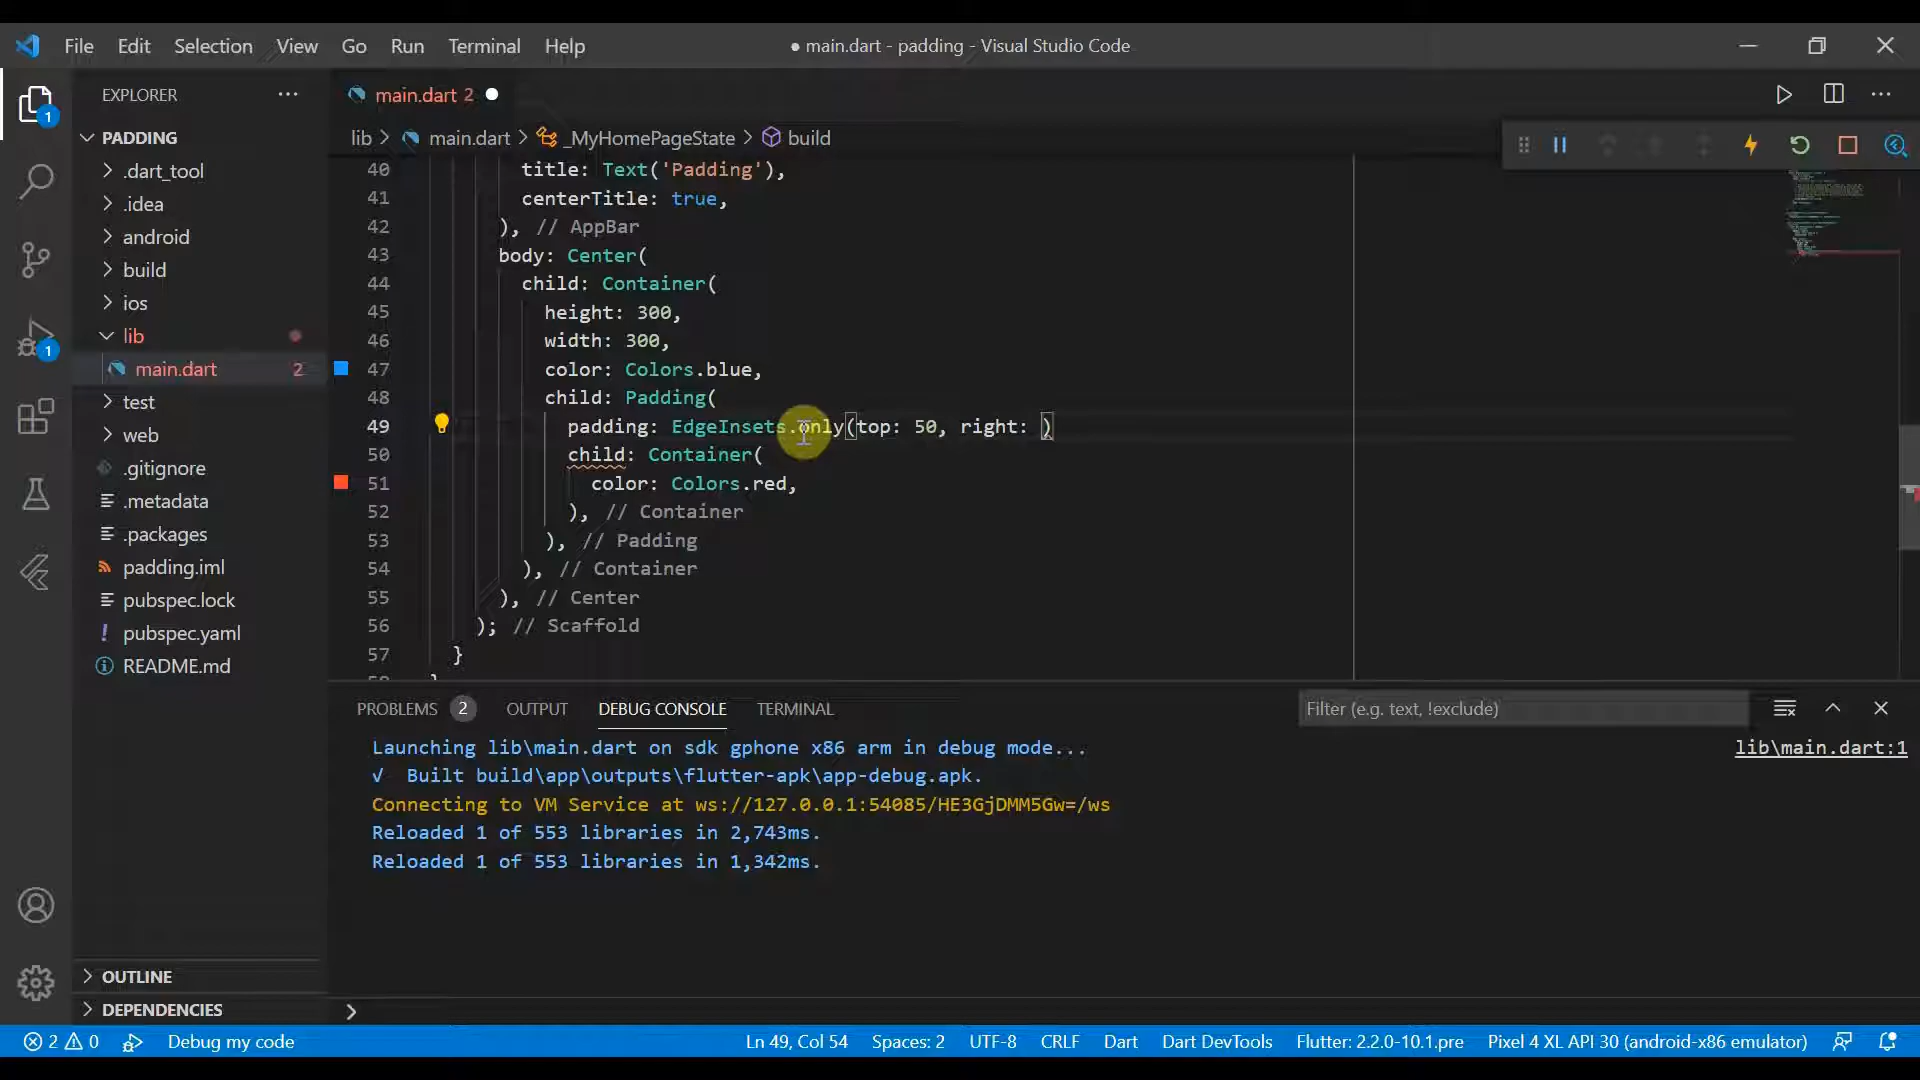 File Edit Selection View Go Run Terminal Help
● main.dart - padding - Visual Studio Code
EXPLORER
PADDING
.dart_tool
.idea
android
build
ios
lib
main.dart 2
test
web
.gitignore
.metadata
.packages
padding.iml
pubspec.lock
pubspec.yaml
README.md
OUTLINE
DEPENDENCIES
1
1
main.dart 2
lib > main.dart > _MyHomePageState > build
40 title: Text('Padding'),
41 centerTitle: true,
42 ), // AppBar
43 body: Center(
44 child: Container(
45 height: 300,
46 width: 300,
47 color: Colors.blue,
48 child: Padding(
49 padding: EdgeInsets.only(top: 50, right: )
50 child: Container(
51 color: Colors.red,
52 ), // Container
53 ), // Padding
54 ), // Container
55 ), // Center
56 ); // Scaffold
57 }
PROBLEMS 2 OUTPUT DEBUG CONSOLE TERMINAL
Filter (e.g. text, !exclude)
Launching lib\main.dart on sdk gphone x86 arm in debug mode...
lib\main.dart:1
√ Built build\app\outputs\flutter-apk\app-debug.apk.
Connecting to VM Service at ws://127.0.0.1:54085/HE3GjDMM5Gw=/ws
Reloaded 1 of 553 libraries in 2,743ms.
Reloaded 1 of 553 libraries in 1,342ms.
2 0 Debug my code Ln 49, Col 54 Spaces: 2 UTF-8 CRLF Dart Dart DevTools Flutter: 2.2.0-10.1.pre Pixel 4 XL API 30 (android-x86 emulator)